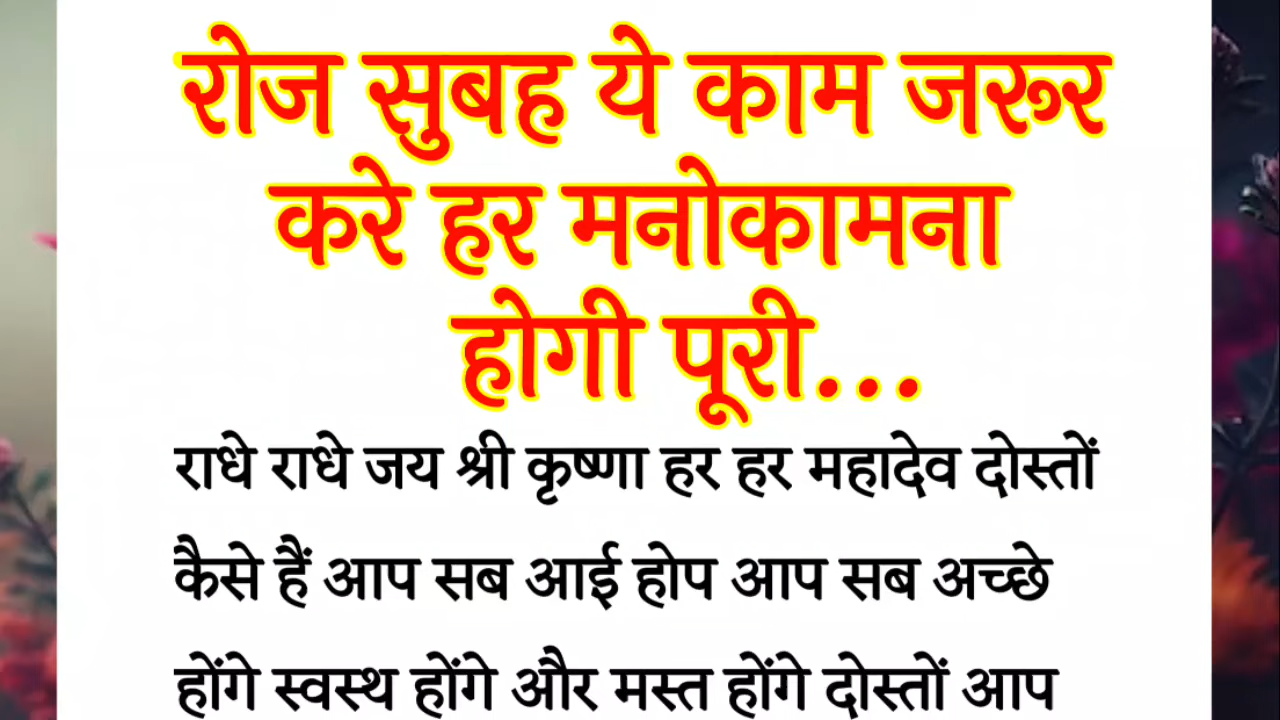 रोज सुबह ये काम जरूर
करे हर मनोकामना
होगी पूरी...
राधे राधे जय श्री कृष्णा हर हर महादेव दोस्तों
कैसे हैं आप सब आई होप आप सब अच्छे
होंगे स्वस्थ होंगे और मस्त होंगे दोस्तों आप